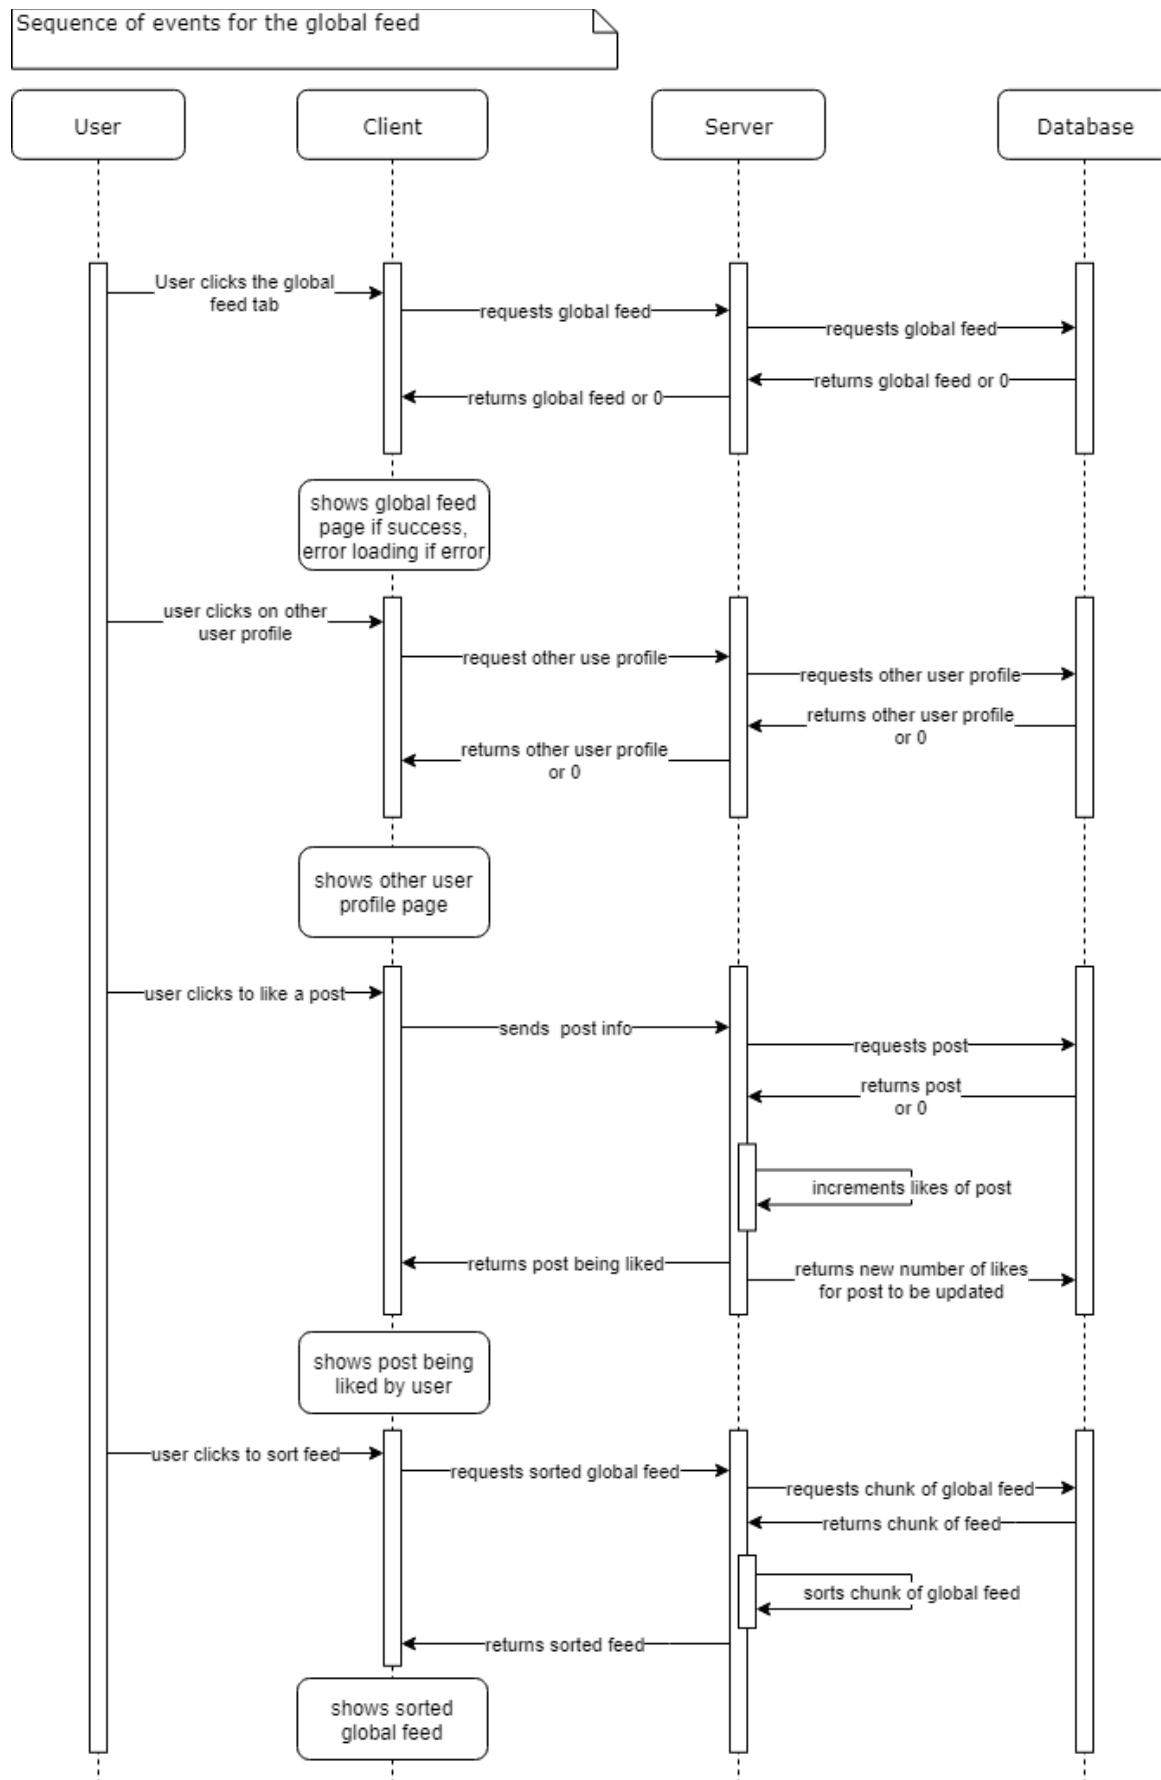 Sequence of events for the global feed
User
Client
Server
Database
User clicks the global
feed tab
requests global feed
requests global feed
returns global feed or 0
returns global feed or 0
shows global feed
page if success,
error loading if error
user clicks on other
user profile
request other use profile
requests other user profile
returns other user profile
or 0
returns other user profile
or 0
shows other user
profile page
user clicks to like a post
sends  post info
requests post
returns post
or 0
increments likes of post
returns post being liked
returns new number of likes
for post to be updated
shows post being
liked by user
user clicks to sort feed
requests sorted global feed
requests chunk of global feed
returns chunk of feed
sorts chunk of global feed
returns sorted feed
shows sorted
global feed